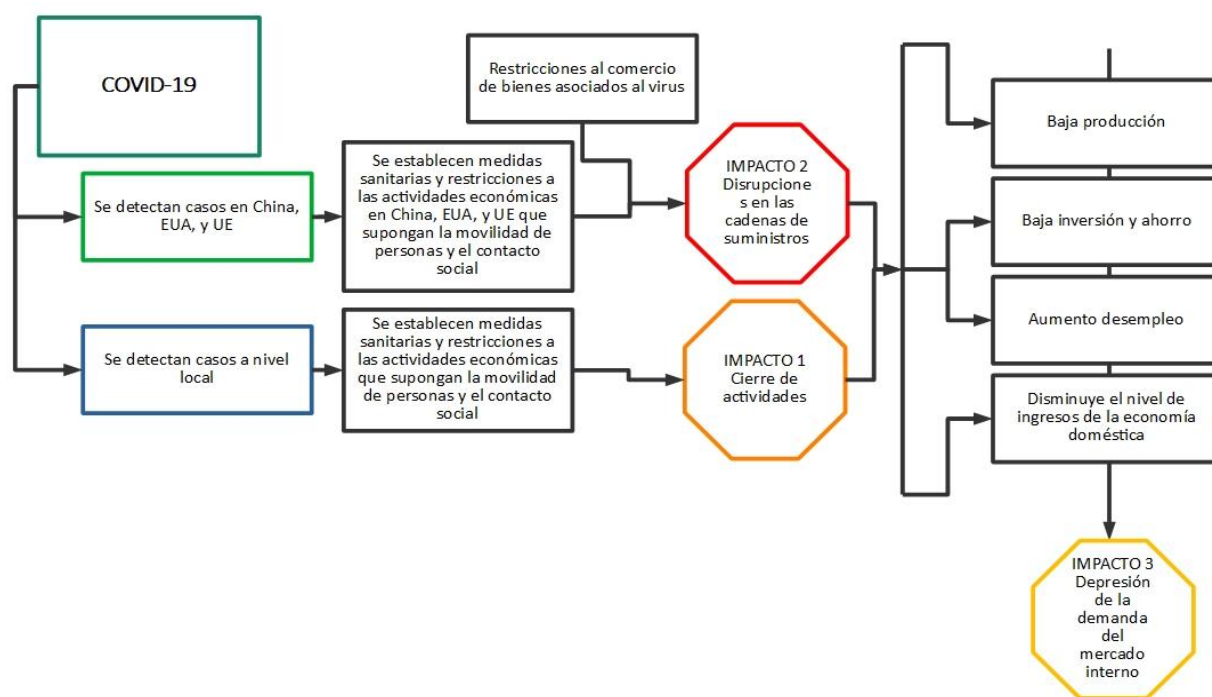 COVID-19
Restricciones al comercio
de bienes asociados al virus
Se detectan casos en China,
EUA, y UE
Se establecen medidas
sanitarias y restricciones a
las actividades económicas
en China, EUA, y UE que
supongan la movilidad de
personas y el contacto
social
IMPACTO 2
Disrupcione
s en las
cadenas de
suministros
Se detectan casos a nivel
local
Se establecen medidas
sanitarias y restricciones a
las actividades económicas
que supongan la movilidad
de personas y el contacto
social
IMPACTO 1
Cierre de
actividades
Baja producción
Baja inversión y ahorro
Aumento desempleo
Disminuye el nivel de
ingresos de la economía
doméstica
IMPACTO 3
Depresión
de la
demanda
del
mercado
interno